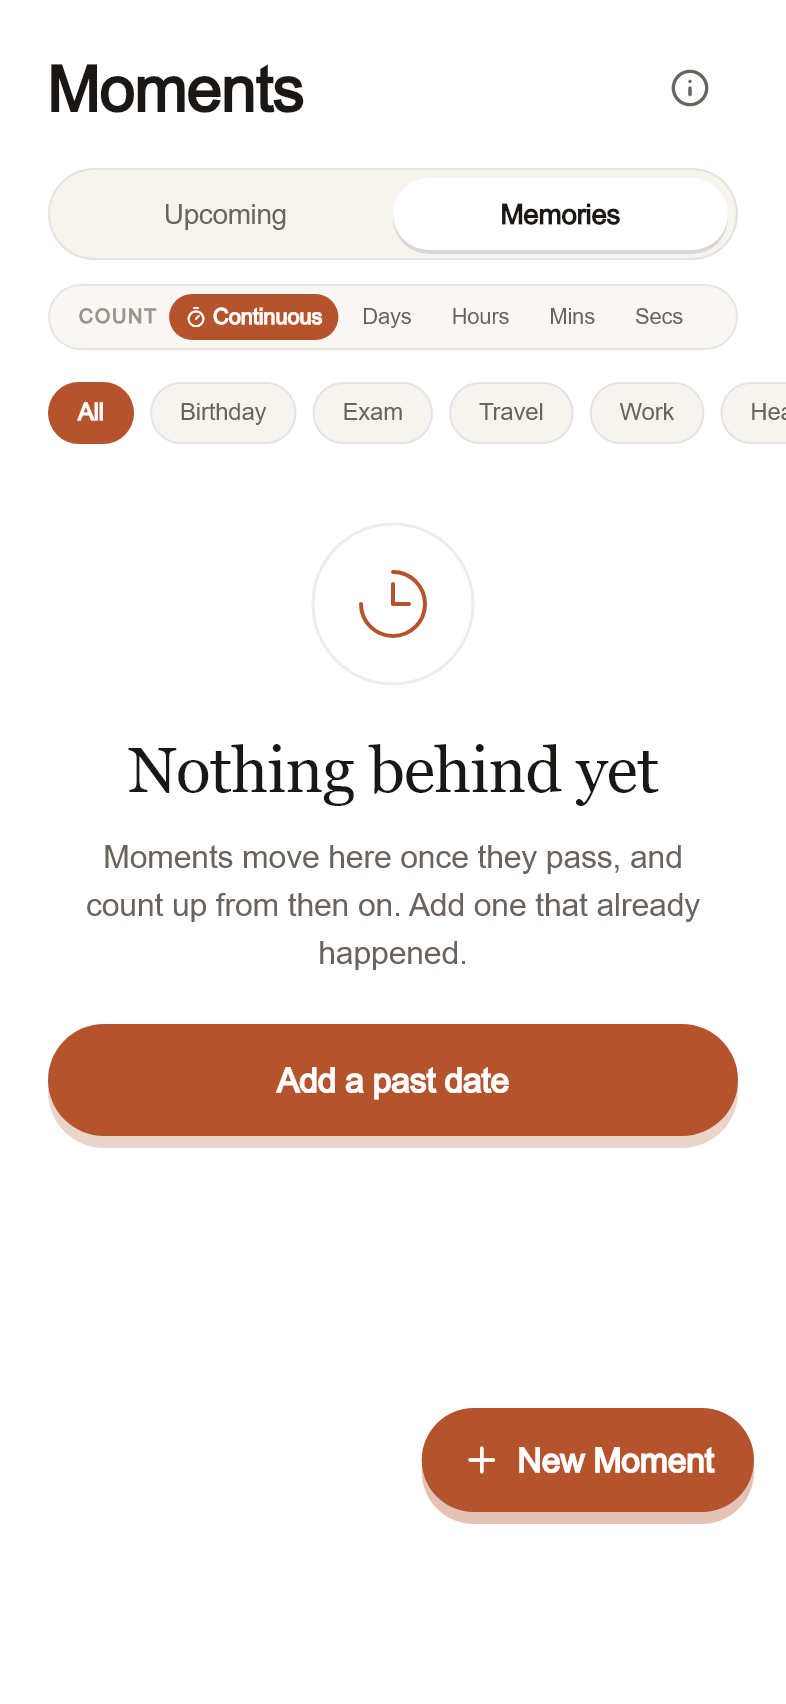 Moments
Upcoming Memories
COUNT Continuous Days Hours Mins Secs
All Birthday Exam Travel Work
Nothing behind yet
Moments move here once they pass, and
count up from then on. Add one that already
happened.
Add a past date
New Moment